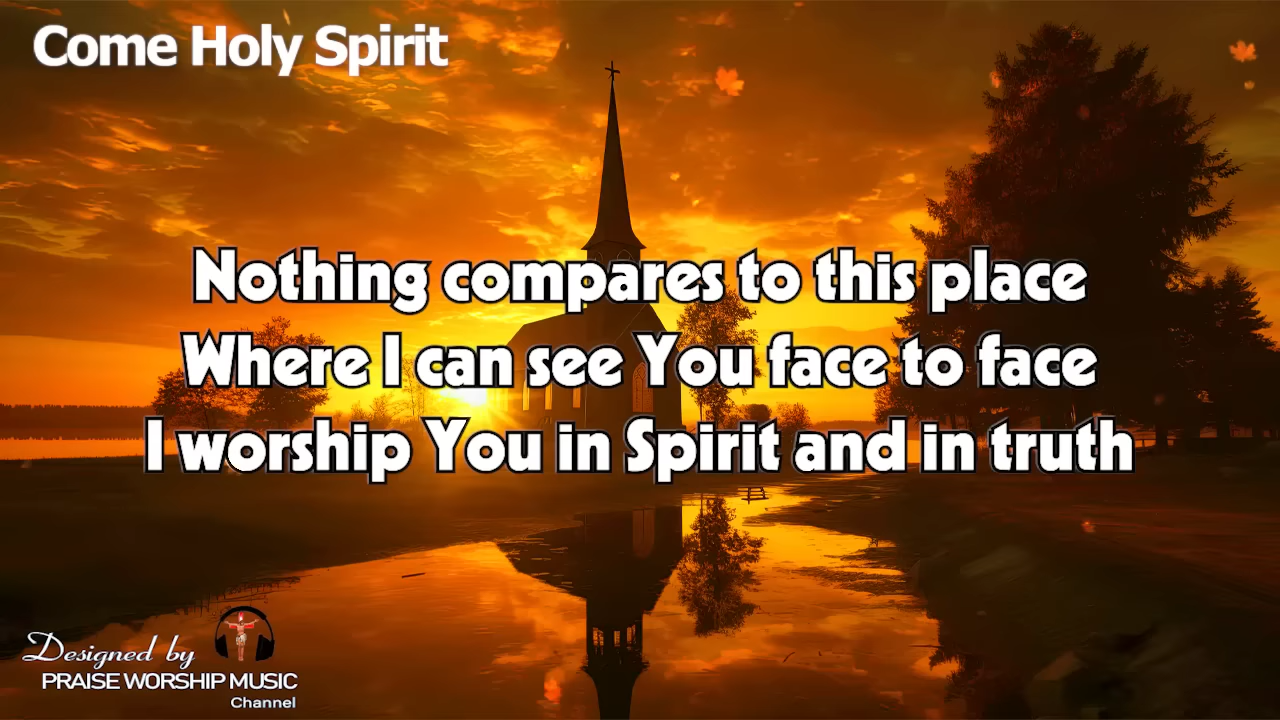 Come Holy Spirit
Nothing compares to this place
Where I can see You face to face
I worship You in Spirit and in truth
Designed by
PRAISE WORSHIP MUSIC
Channel